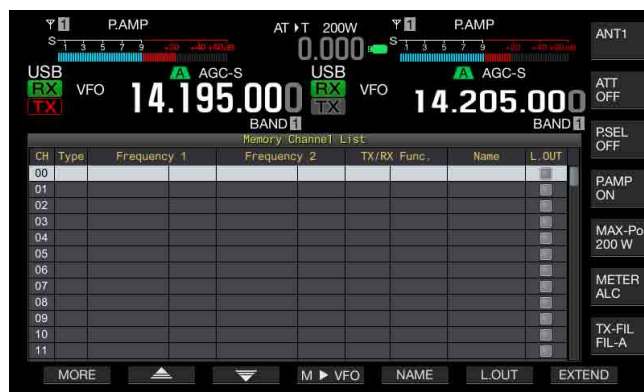 1 P.AMP AT▸T 200W 1 P.AMP ANT1
S 1 3 5 7 9 +20 +40 +60dB 0.000 S 1 3 5 7 9 +20 +40 +60dB
USB A AGC-S USB A AGC-S
RX VFO 14.195.000 RX VFO 14.205.000 ATT OFF
TX TX
BAND 1 BAND 1
Memory Channel List P.SEL OFF
CH Type Frequency 1 Frequency 2 TX/RX Func. Name L.OUT
00
01 P.AMP ON
02
03
04 MAX-Po 200 W
05
06
07 METER ALC
08
09
10 TX-FIL FIL-A
11
MORE M ▶ VFO NAME L.OUT EXTEND